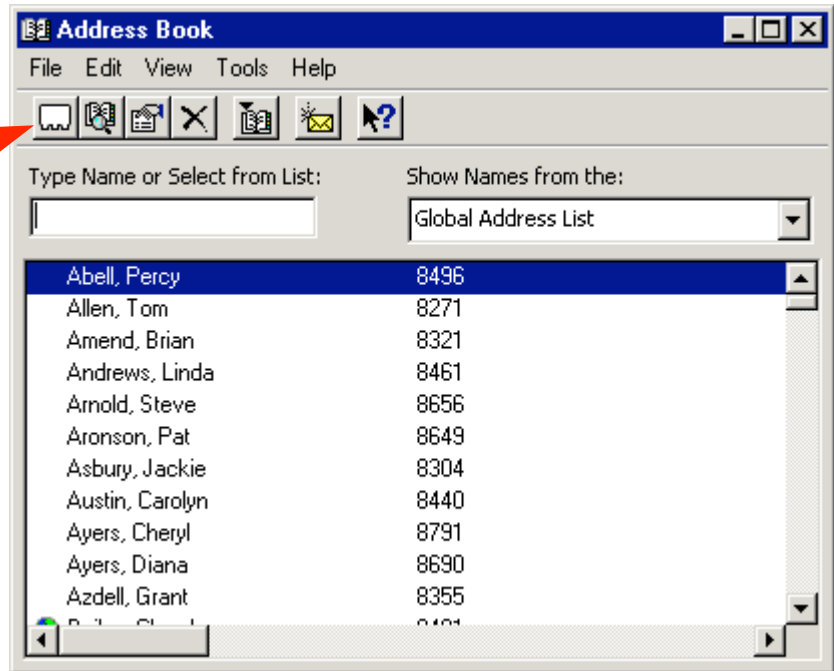 Address Book
File Edit View Tools Help
Type Name or Select from List: Show Names from the:
Global Address List
Abell, Percy 8496
Allen, Tom 8271
Amend, Brian 8321
Andrews, Linda 8461
Arnold, Steve 8656
Aronson, Pat 8649
Asbury, Jackie 8304
Austin, Carolyn 8440
Ayers, Cheryl 8791
Ayers, Diana 8690
Azdell, Grant 8355